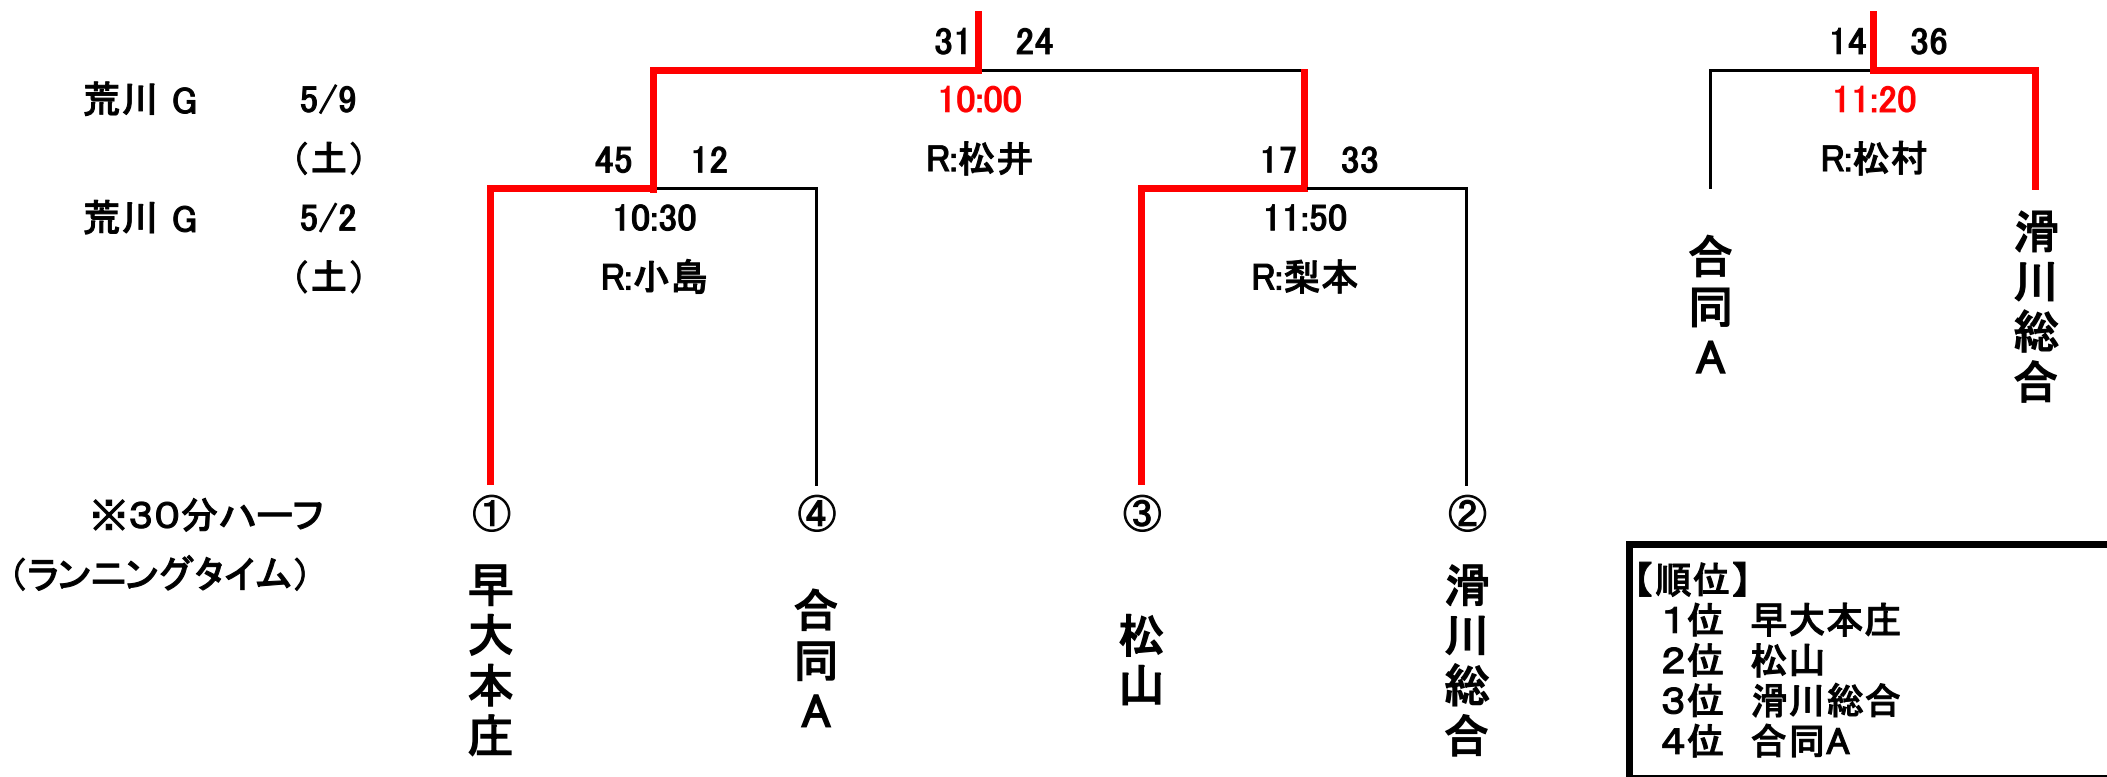 31 24
14 36
荒川 G 5/9
10:00
11:20
(土)
45 12
R:松井
17 33
R:松村
荒川 G 5/2
10:30
11:50
(土)
R:小島
R:梨本
合同A
滑川総合
※30分ハーフ
(ランニングタイム)
① ④ ③ ②
早大本庄
合同A
松山
滑川総合
【順位】
1位 早大本庄
2位 松山
3位 滑川総合
4位 合同A